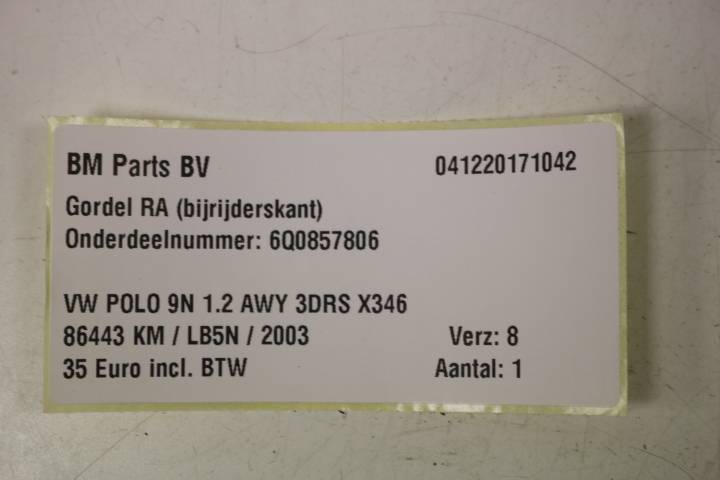 BM Parts BV 041220171042
Gordel RA (bijrijderskant)
Onderdeelnummer: 6Q0857806
VW POLO 9N 1.2 AWY 3DRS X346
86443 KM / LB5N / 2003 Verz: 8
35 Euro incl. BTW Aantal: 1